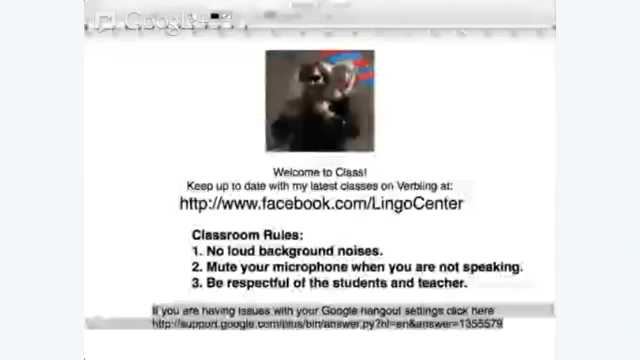 Google+
Welcome to Class!
Keep up to date with my latest classes on Verbling at:
http://www.facebook.com/LingoCenter
Classroom Rules:
1. No loud background noises.
2. Mute your microphone when you are not speaking.
3. Be respectful of the students and teacher.
If you are having issues with your Google hangout settings click here
http://support.google.com/plus/bin/answer.py?hl=en&answer=1355579